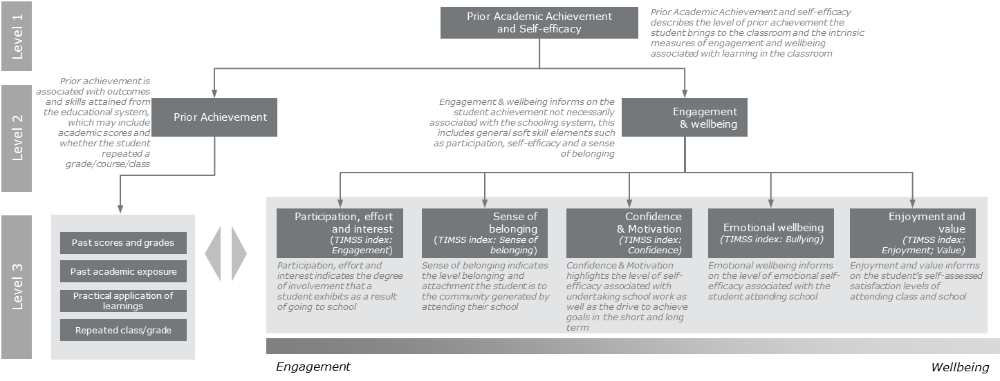 Level 1
Prior Academic Achievement
and Self-efficacy
Prior Academic Achievement and self-efficacy
describes the level of prior achievement the
student brings to the classroom and the intrinsic
measures of engagement and wellbeing
associated with learning in the classroom
Level 2
Prior achievement is
associated with outcomes
and skills attained from
the educational system,
which may include
academic scores and
whether the student
repeated a
grade/course/class
Prior Achievement
Engagement & wellbeing informs on the
student achievement not necessarily
associated with the schooling system, this
includes general soft skill elements such
as participation, self-efficacy and a sense
of belonging
Engagement
& wellbeing
Level 3
Past scores and grades
Past academic exposure
Practical application of
learnings
Repeated class/grade
Participation, effort
and interest
(TIMSS index:
Engagement)
Participation, effort and
interest indicates the degree
of involvement that a
student exhibits as a result
of going to school
Sense of
belonging
(TIMSS index: Sense of
belonging)
Sense of belonging indicates
the level belonging and
attachment the student is to
the community generated by
attending their school
Confidence
& Motivation
(TIMSS index:
Confidence)
Confidence & Motivation
highlights the level of self-
efficacy associated with
undertaking school work as
well as the drive to achieve
goals in the short and long
term
Emotional wellbeing
(TIMSS index: Bullying)
Emotional wellbeing informs
on the level of emotional self-
efficacy associated with the
student attending school
Enjoyment and
value
(TIMSS index:
Enjoyment; Value)
Enjoyment and value informs
on the student's self-assessed
satisfaction levels of
attending class and school
Engagement
Wellbeing